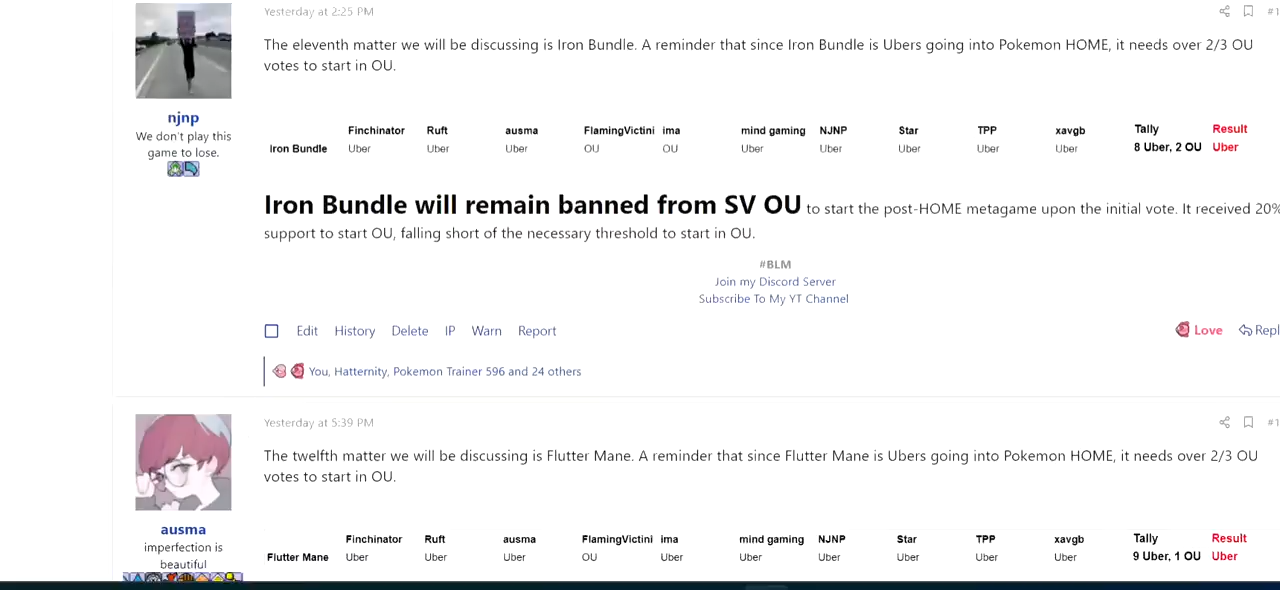 Yesterday at 2:25 PM
#1
The eleventh matter we will be discussing is Iron Bundle. A reminder that since Iron Bundle is Ubers going into Pokemon HOME, it needs over 2/3 OU
votes to start in OU.
njnp
We don't play this
game to lose.
Finchinator Ruft ausma FlamingVictini ima mind gaming NJNP Star TPP xavgb Tally Result
Iron Bundle Uber Uber Uber OU OU Uber Uber Uber Uber Uber 8 Uber, 2 OU Uber
Iron Bundle will remain banned from SV OU to start the post-HOME metagame upon the initial vote. It received 20%
support to start OU, falling short of the necessary threshold to start in OU.
#BLM
Join my Discord Server
Subscribe To My YT Channel
Edit History Delete IP Warn Report
Love Repl
You, Hatternity, Pokemon Trainer 596 and 24 others
Yesterday at 5:39 PM
#1
The twelfth matter we will be discussing is Flutter Mane. A reminder that since Flutter Mane is Ubers going into Pokemon HOME, it needs over 2/3 OU
votes to start in OU.
ausma
imperfection is
beautiful
Finchinator Ruft ausma FlamingVictini ima mind gaming NJNP Star TPP xavgb Tally Result
Flutter Mane Uber Uber Uber OU Uber Uber Uber Uber Uber Uber 9 Uber, 1 OU Uber